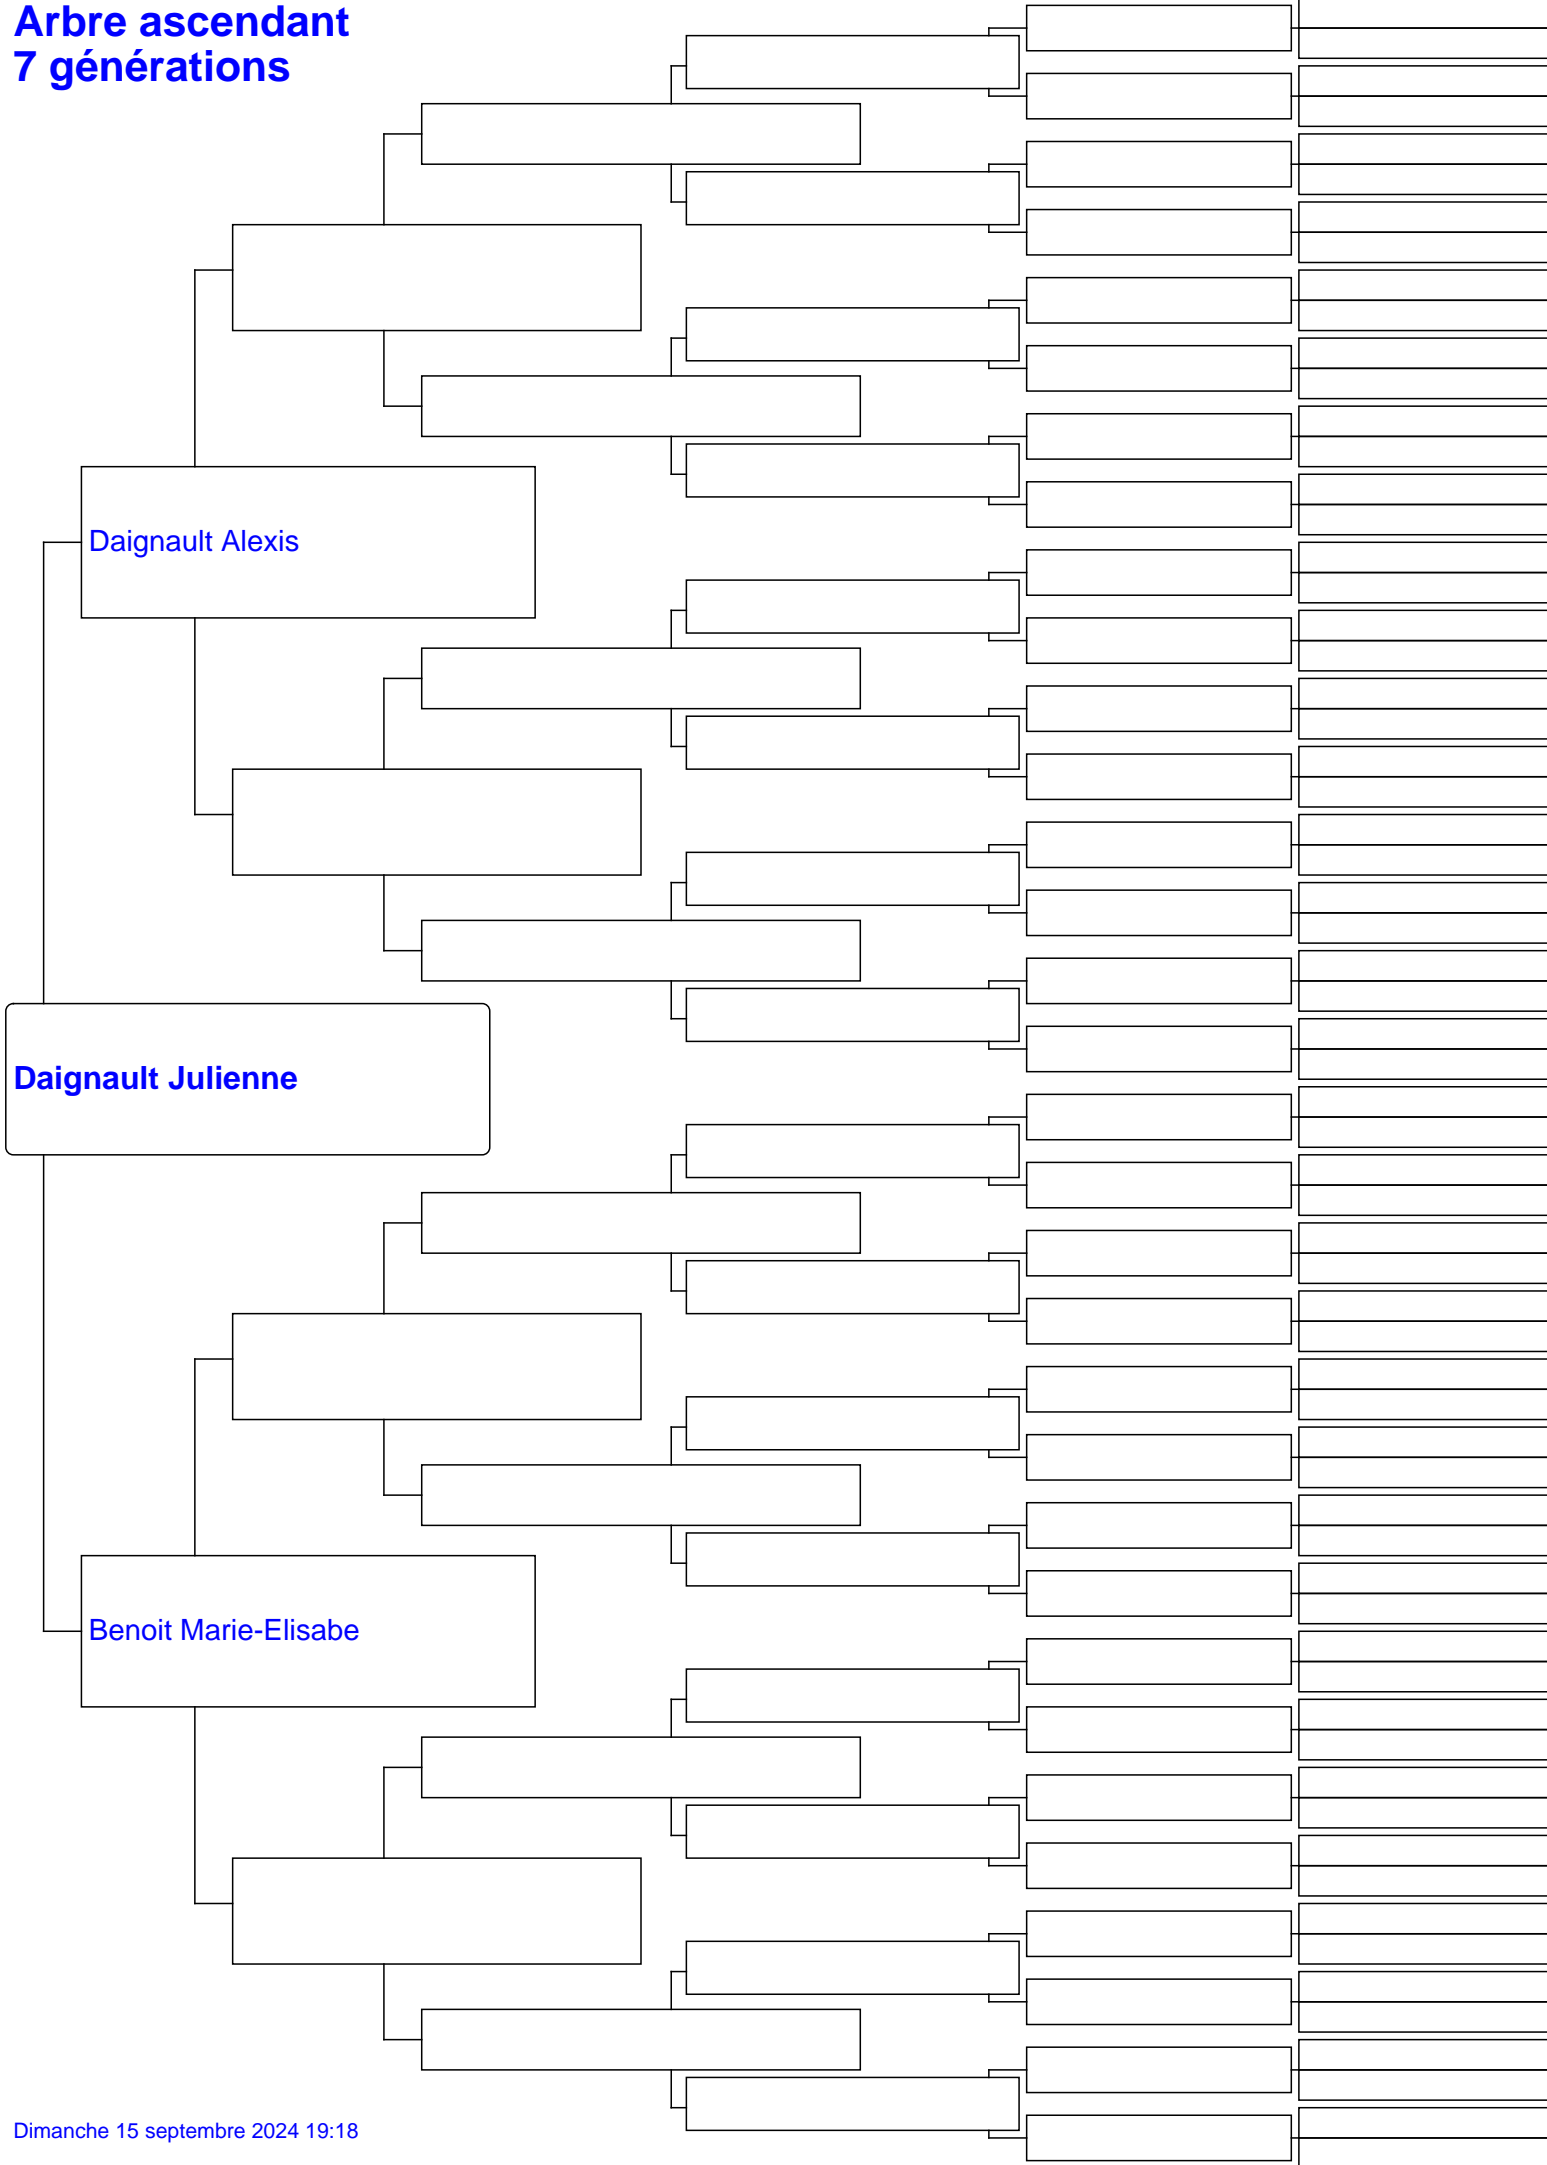 Arbre ascendant
7 générations
Daignault Alexis
Daignault Julienne
Benoit Marie-Elisabe
Dimanche 15 septembre 2024 19:18